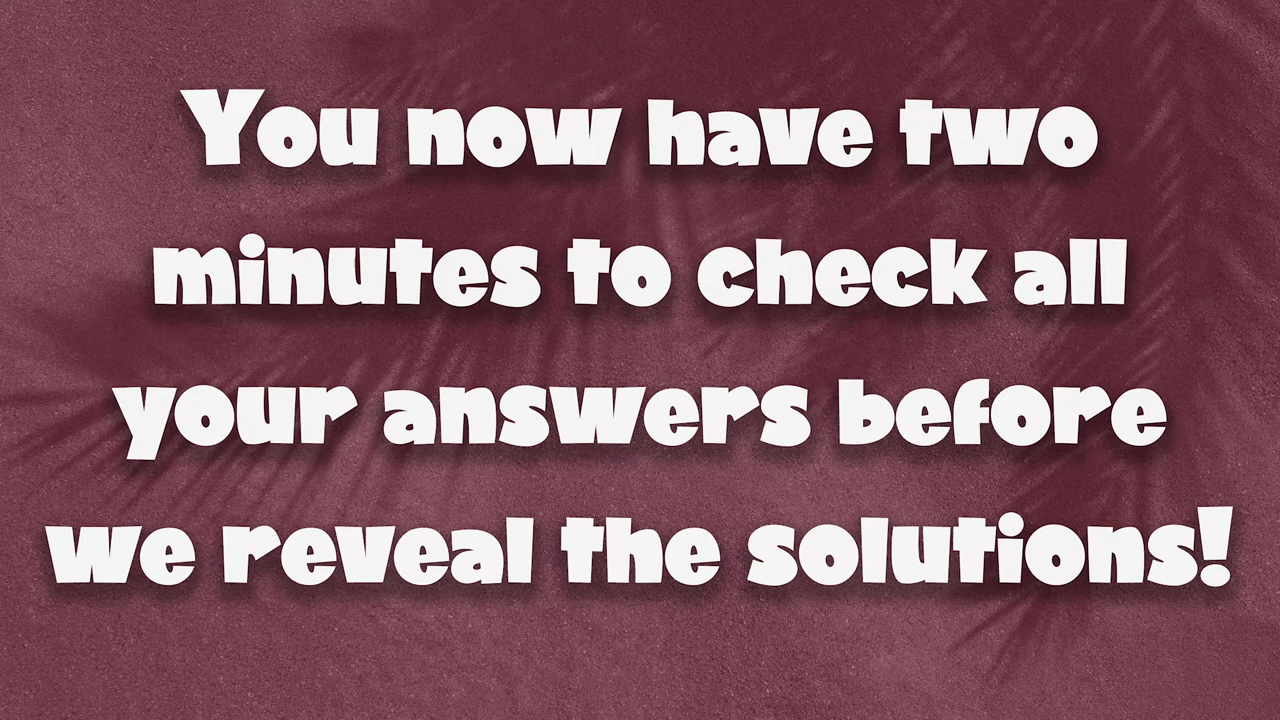 You now have two
minutes to check all
your answers before
we reveal the solutions!